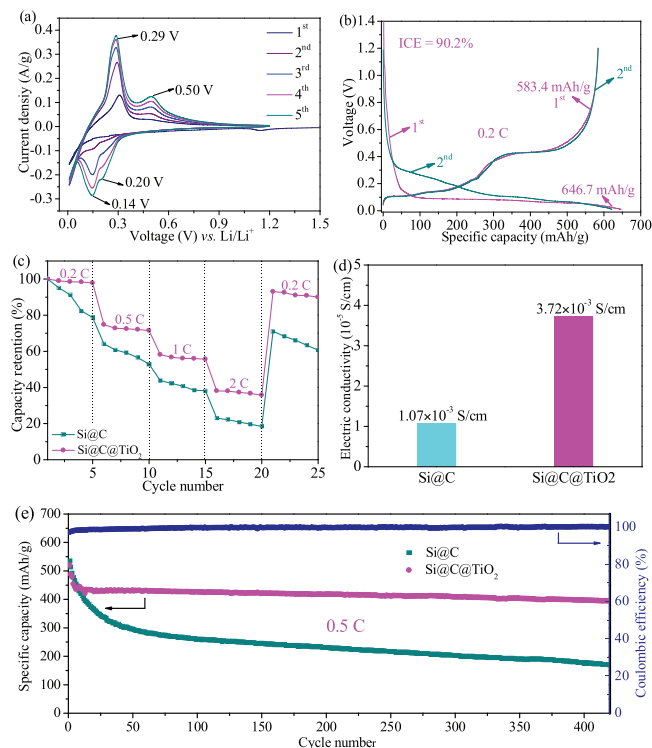 (a)
Current density (A/g)
0.4
0.3
0.2
0.1
0.0
-0.1
-0.2
-0.3
0.29 V
0.50 V
0.20 V
0.14 V
1st
2nd
3rd
4th
5th
0.0 0.3 0.6 0.9 1.2 1.5
Voltage (V) vs. Li/Li+
(b)
Voltage (V)
1.4
1.2
1.0
0.8
0.6
0.4
0.2
0.0
ICE = 90.2%
583.4 mAh/g
1st
2nd
1st
0.2 C
2nd
646.7 mAh/g
0 100 200 300 400 500 600 700
Specific capacity (mAh/g)
(c)
Capacity retention (%)
100
80
60
40
20
0
0.2 C
0.5 C
1 C
2 C
0.2 C
Si@C
Si@C@TiO2
5 10 15 20 25
Cycle number
(d)
Electric conductivity (10-5 S/cm)
5
4
3
2
1
0
3.72×10-3 S/cm
1.07×10-3 S/cm
Si@C Si@C@TiO2
(e)
Specific capacity (mAh/g)
700
600
500
400
300
200
100
0
Si@C
Si@C@TiO2
0.5 C
100
80
60
40
20
0
Coulombic efficiency (%)
0 50 100 150 200 250 300 350 400
Cycle number